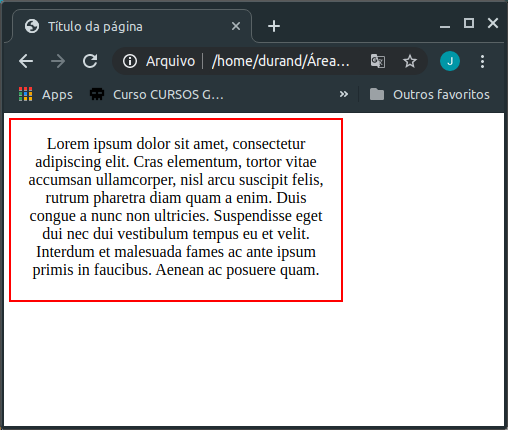 Título da página
Arquivo | /home/durand/Área...
J
Apps
Curso CURSOS G...
»
Outros favoritos
Lorem ipsum dolor sit amet, consectetur
adipiscing elit. Cras elementum, tortor vitae
accumsan ullamcorper, nisl arcu suscipit felis,
rutrum pharetra diam quam a enim. Duis
congue a nunc non ultricies. Suspendisse eget
dui nec dui vestibulum tempus eu et velit.
Interdum et malesuada fames ac ante ipsum
primis in faucibus. Aenean ac posuere quam.